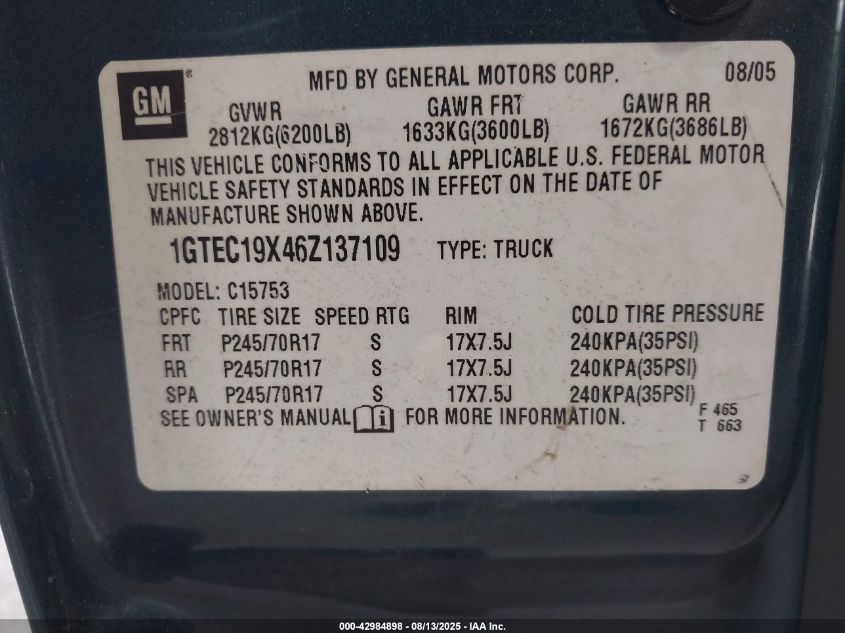 GM ® MFD BY GENERAL MOTORS CORP. 08/05
GVWR GAWR FRT GAWR RR
2812KG(6200LB) 1633KG(3600LB) 1672KG(3686LB)
THIS VEHICLE CONFORMS TO ALL APPLICABLE U.S. FEDERAL MOTOR
VEHICLE SAFETY STANDARDS IN EFFECT ON THE DATE OF
MANUFACTURE SHOWN ABOVE.
1GTEC19X46Z137109 TYPE: TRUCK
MODEL: C15753
CPFC TIRE SIZE SPEED RTG RIM COLD TIRE PRESSURE
FRT P245/70R17 S 17X7.5J 240KPA(35PSI)
RR P245/70R17 S 17X7.5J 240KPA(35PSI)
SPA P245/70R17 S 17X7.5J 240KPA(35PSI)
SEE OWNER'S MANUAL i FOR MORE INFORMATION.
F 465
T 663
000-42984898 - 08/13/2025 - IAA Inc.